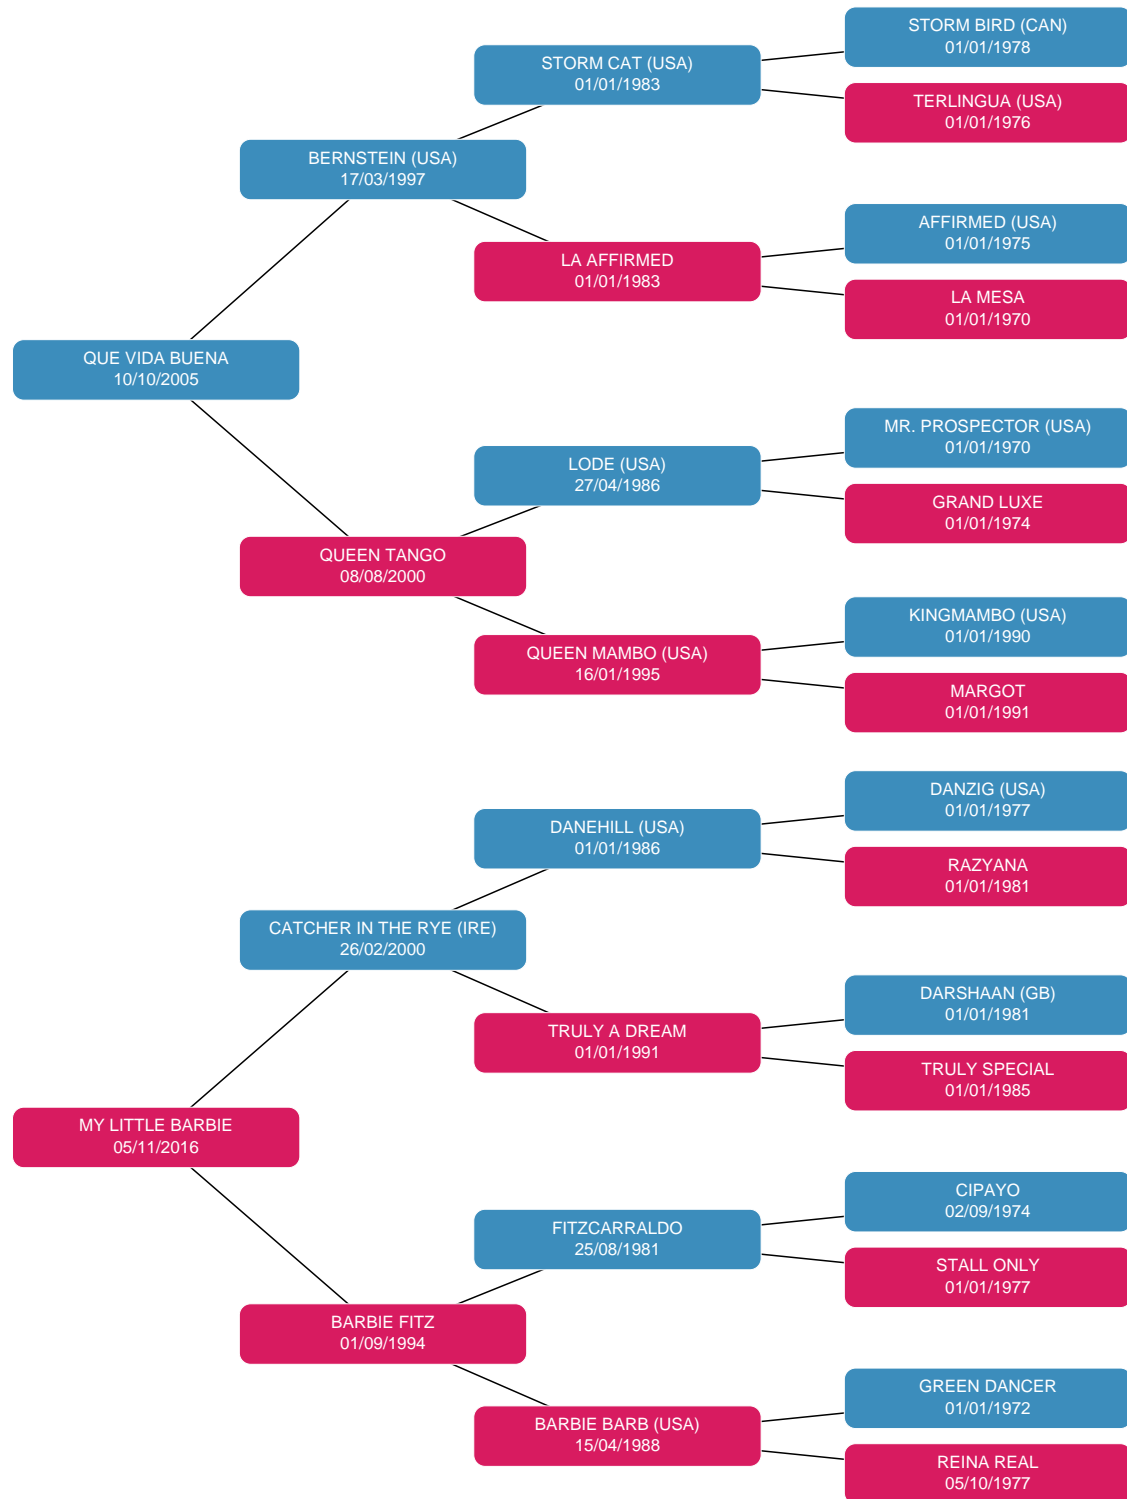 STORM BIRD (CAN)
01/01/1978
STORM CAT (USA)
01/01/1983
TERLINGUA (USA)
01/01/1976
BERNSTEIN (USA)
17/03/1997
AFFIRMED (USA)
01/01/1975
LA AFFIRMED
01/01/1983
LA MESA
01/01/1970
QUE VIDA BUENA
10/10/2005
MR. PROSPECTOR (USA)
01/01/1970
LODE (USA)
27/04/1986
GRAND LUXE
01/01/1974
QUEEN TANGO
08/08/2000
KINGMAMBO (USA)
01/01/1990
QUEEN MAMBO (USA)
16/01/1995
MARGOT
01/01/1991
DANZIG (USA)
01/01/1977
DANEHILL (USA)
01/01/1986
RAZYANA
01/01/1981
CATCHER IN THE RYE (IRE)
26/02/2000
DARSHAAN (GB)
01/01/1981
TRULY A DREAM
01/01/1991
TRULY SPECIAL
01/01/1985
MY LITTLE BARBIE
05/11/2016
CIPAYO
02/09/1974
FITZCARRALDO
25/08/1981
STALL ONLY
01/01/1977
BARBIE FITZ
01/09/1994
GREEN DANCER
01/01/1972
BARBIE BARB (USA)
15/04/1988
REINA REAL
05/10/1977